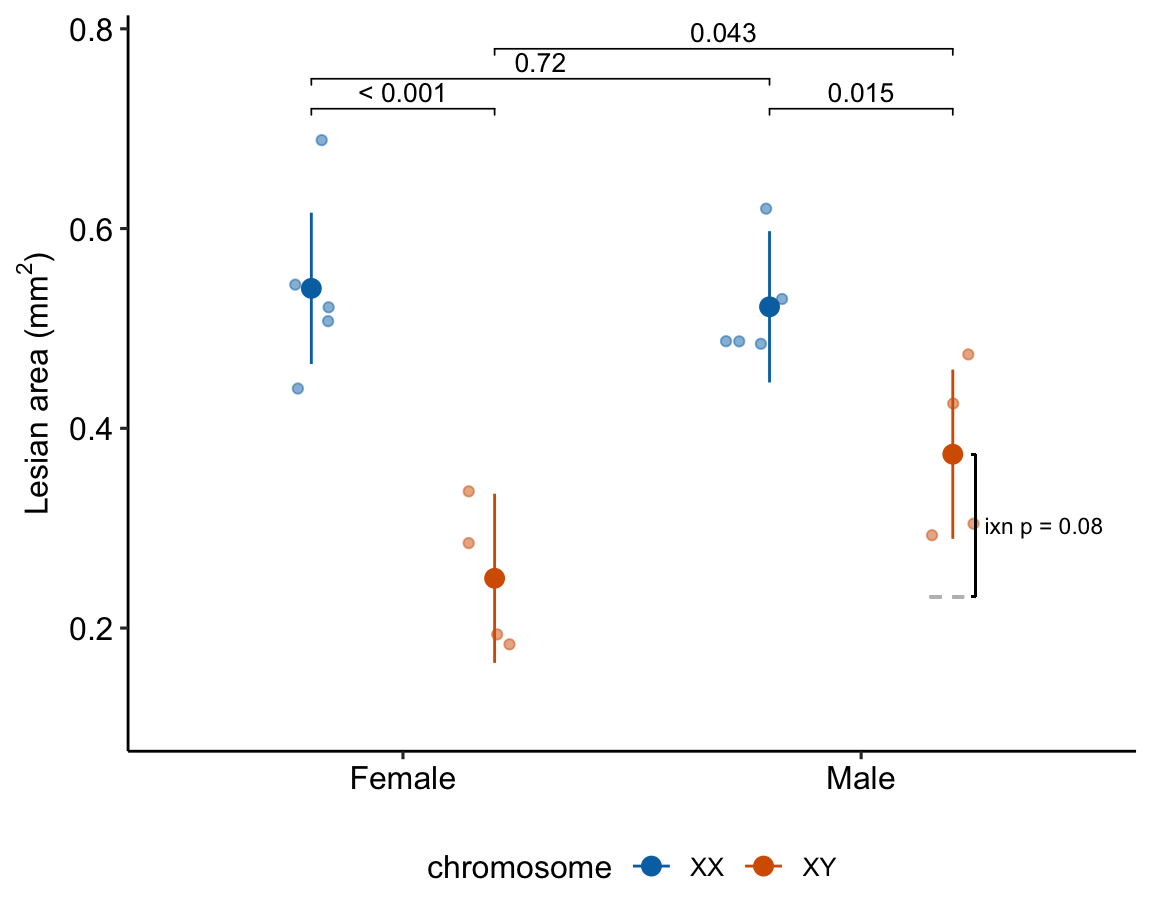 0.8
0.6
0.4
0.2
Lesian area (mm²)
0.043
0.72
< 0.001
0.015
ixn p = 0.08
Female
Male
chromosome XX XY